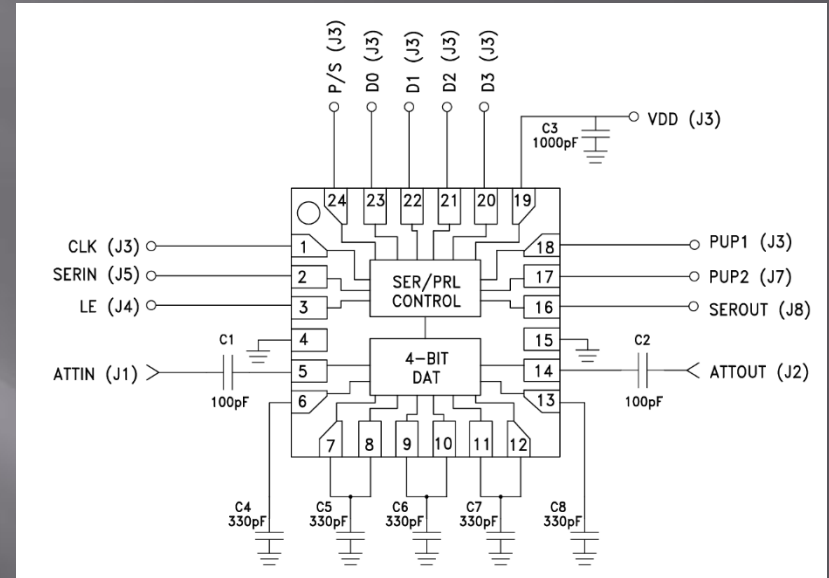 P/S (J3)
D0 (J3)
D1 (J3)
D2 (J3)
D3 (J3)
C3
1000pF
VDD (J3)
24 23 22 21 20 19
CLK (J3) 1
SERIN (J5) 2
LE (J4) 3
4
C1
ATTIN (J1) 5
100pF
6
SER/PRL
CONTROL
4-BIT
DAT
18 PUP1 (J3)
17 PUP2 (J7)
16 SEROUT (J8)
15
C2
14 ATTOUT (J2)
100pF
13
7 8 9 10 11 12
C4
330pF
C5
330pF
C6
330pF
C7
330pF
C8
330pF